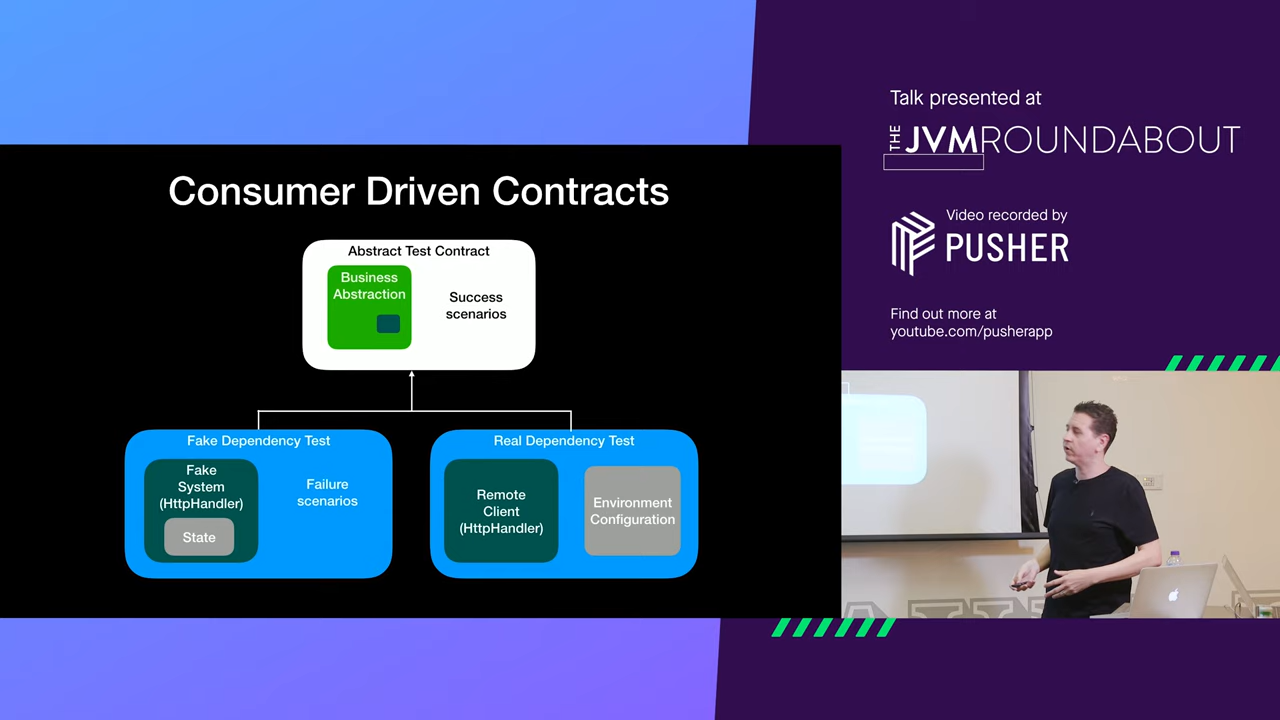 Talk presented at
THE JVMROUNDABOUT
Video recorded by
PUSHER
Find out more at
youtube.com/pusherapp
Consumer Driven Contracts
Abstract Test Contract
Business
Abstraction
Success
scenarios
Fake Dependency Test
Fake
System
(HttpHandler)
State
Failure
scenarios
Real Dependency Test
Remote
Client
(HttpHandler)
Environment
Configuration